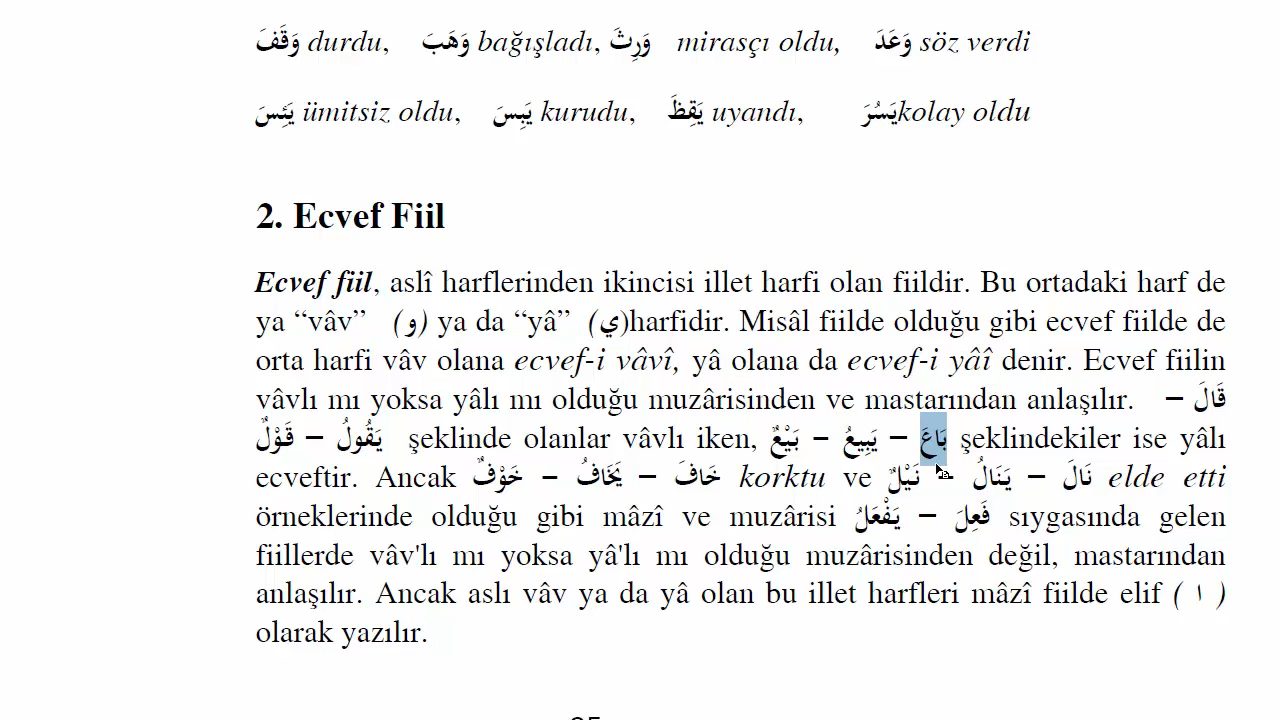 وَقَفَ durdu, وَهَبَ bağışladı, وَرِثَ mirasçı oldu, وَعَدَ söz verdi
يَئِسَ ümitsiz oldu, يَبِسَ kurudu, يَقِظَ uyandı, يَسُرَ kolay oldu
2. Ecvef Fiil
Ecvef fiil, aslî harflerinden ikincisi illet harfi olan fiildir. Bu ortadaki harf de
ya “vâv” (و) ya da “yâ” (ي)harfidir. Misâl fiilde olduğu gibi ecvef fiilde de
orta harfi vâv olana ecvef-i vâvî, yâ olana da ecvef-i yâî denir. Ecvef fiilin
vâvlı mı yoksa yâlı mı olduğu muzârisinden ve mastarından anlaşılır. قَالَ –
يَقُولُ – قَوْلٌ şeklinde olanlar vâvlı iken, بَاعَ – يَبِيعُ – بَيْعٌ şeklindekiler ise yâlı
ecveftir. Ancak خَافَ – يَخَافُ – خَوْفٌ korktu ve نَالَ – يَنَالُ – نَيْلٌ elde etti
örneklerinde olduğu gibi mâzî ve muzârisi فَعِلَ – يَفْعَلُ sıygasında gelen
fiillerde vâv'lı mı yoksa yâ'lı mı olduğu muzârisinden değil, mastarından
anlaşılır. Ancak aslı vâv ya da yâ olan bu illet harfleri mâzî fiilde elif ( ا )
olarak yazılır.